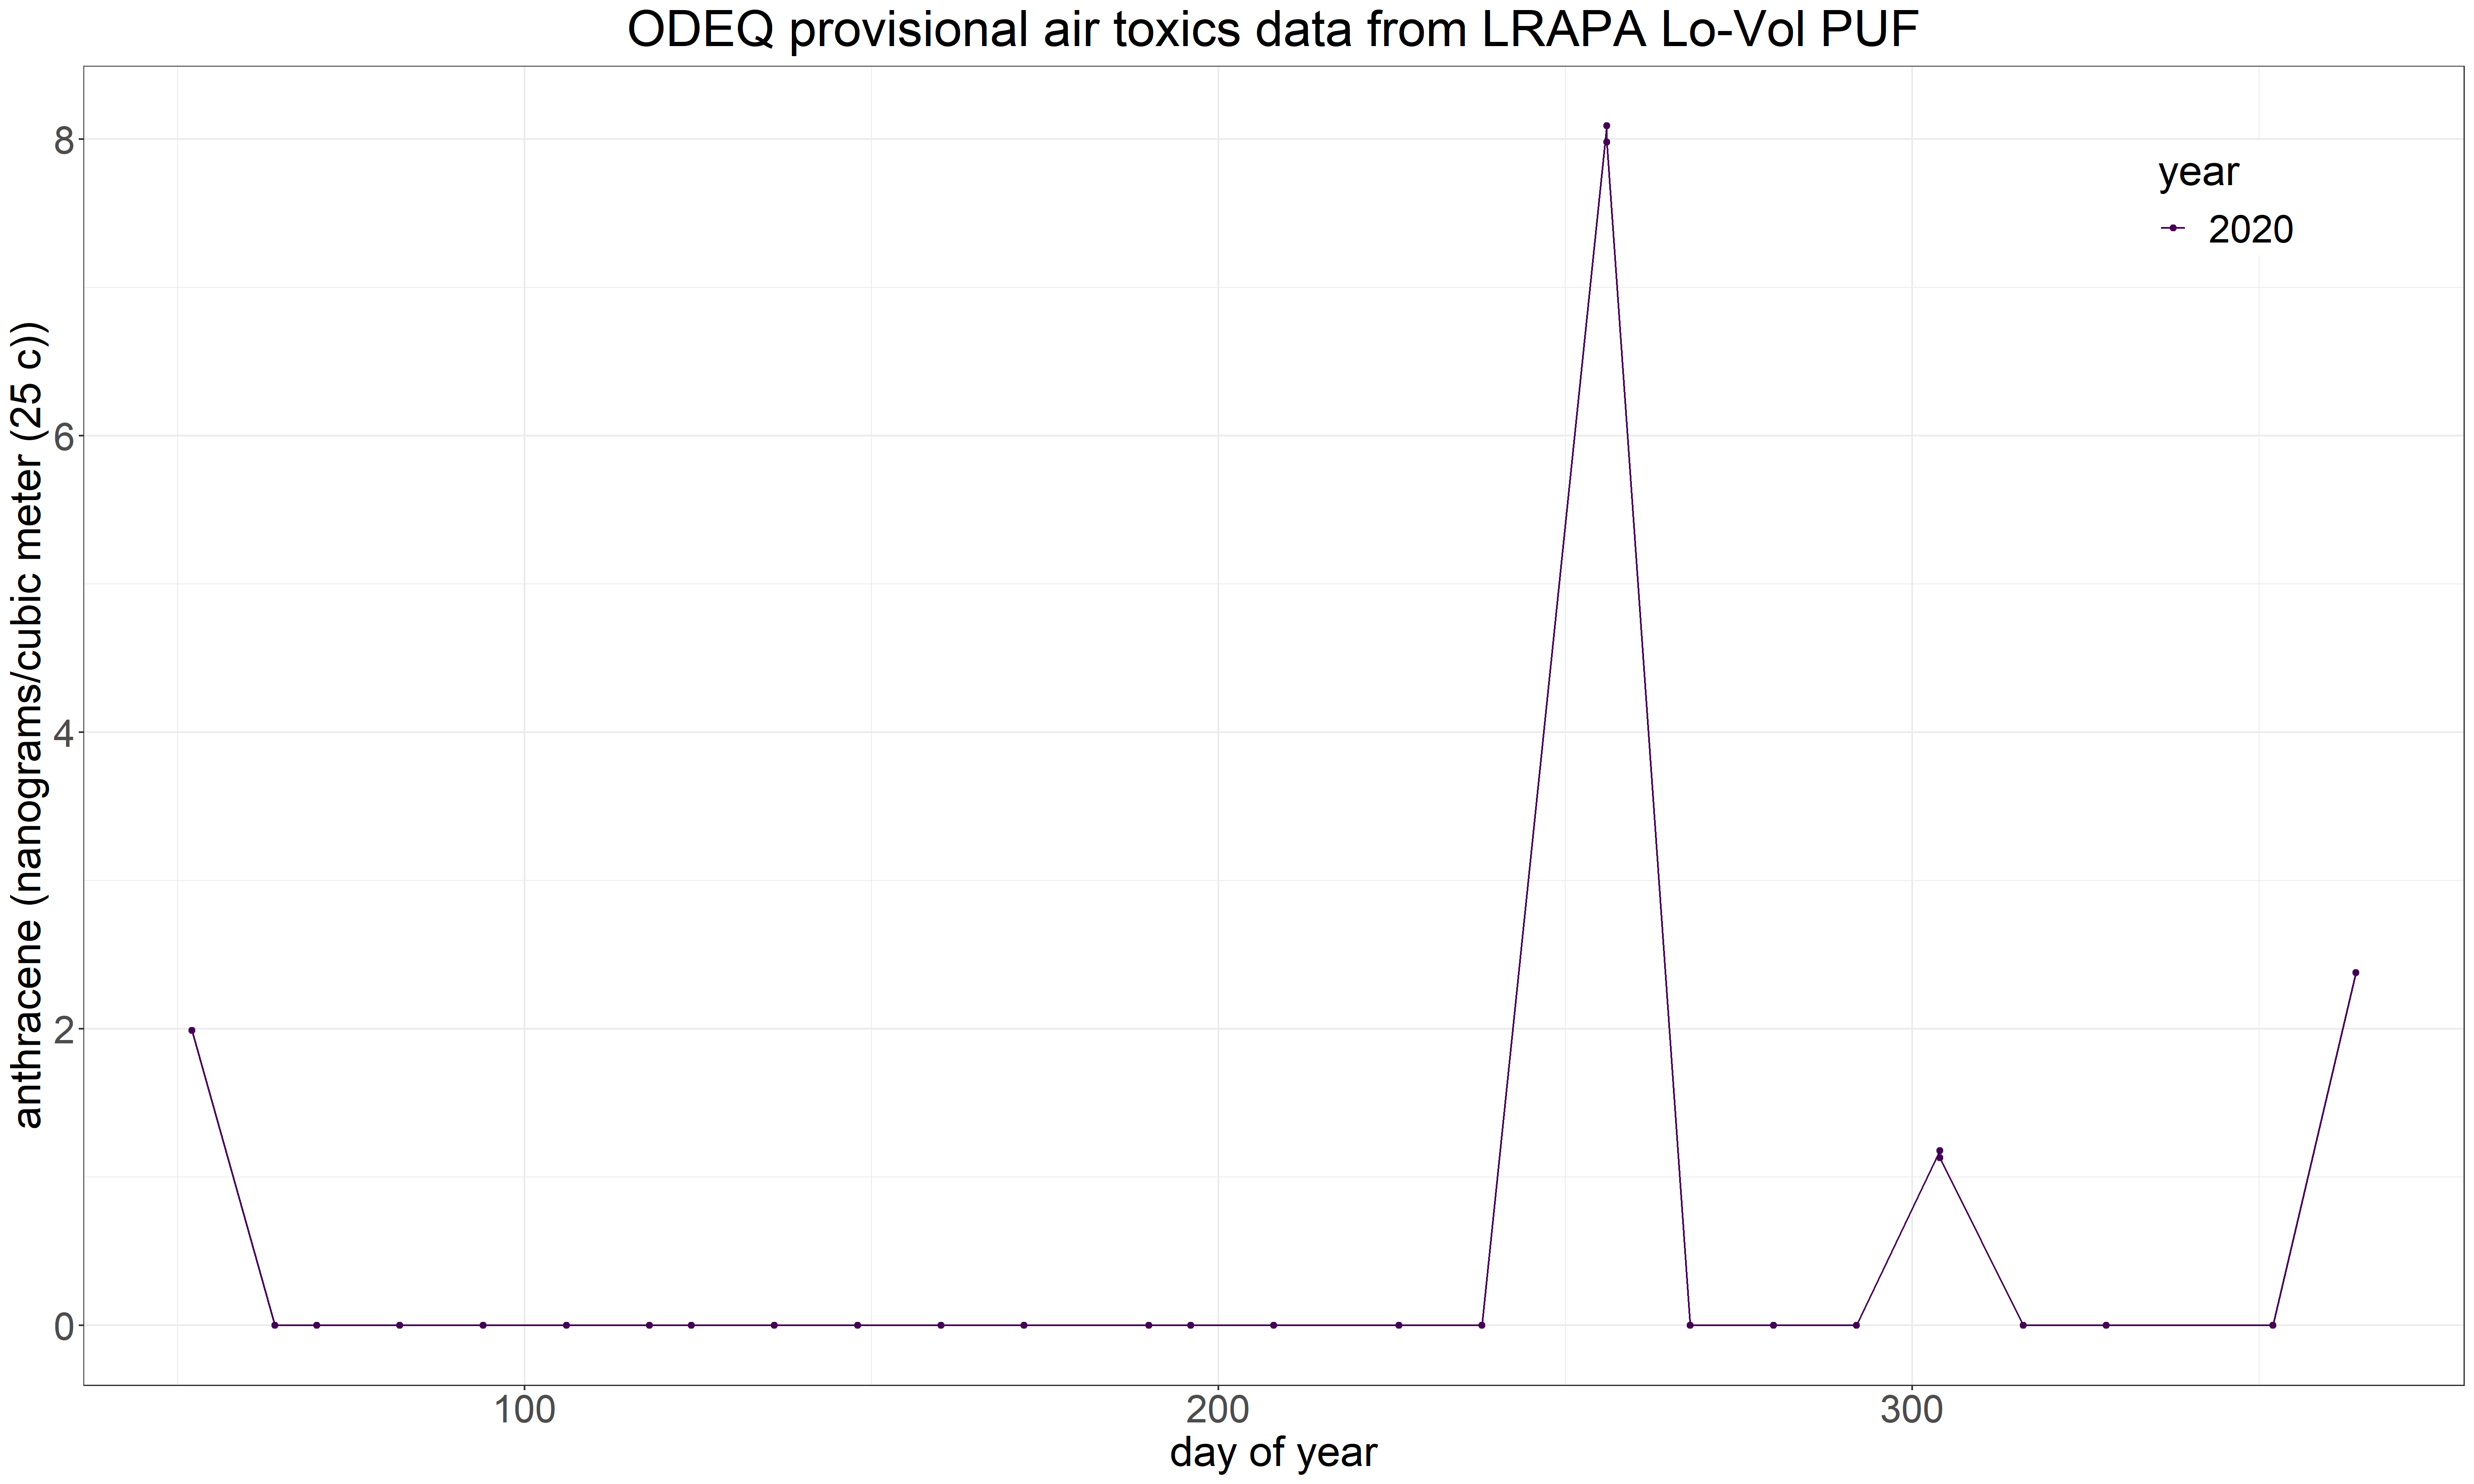 ODEQ provisional air toxics data from LRAPA Lo-Vol PUF
anthracene (nanograms/cubic meter (25 c))
8
6
4
2
0
year
2020
100
200
300
day of year